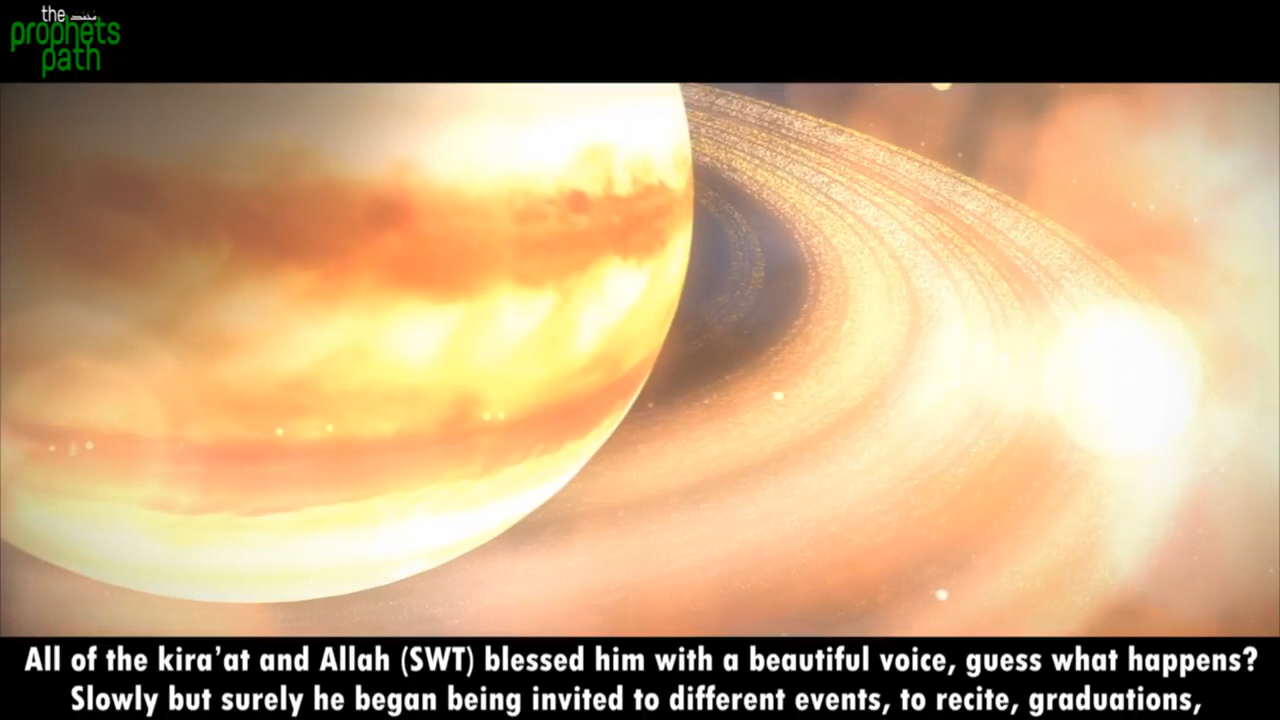 the محمد
prophets
path
All of the kira'at and Allah (SWT) blessed him with a beautiful voice, guess what happens?
Slowly but surely he began being invited to different events, to recite, graduations,